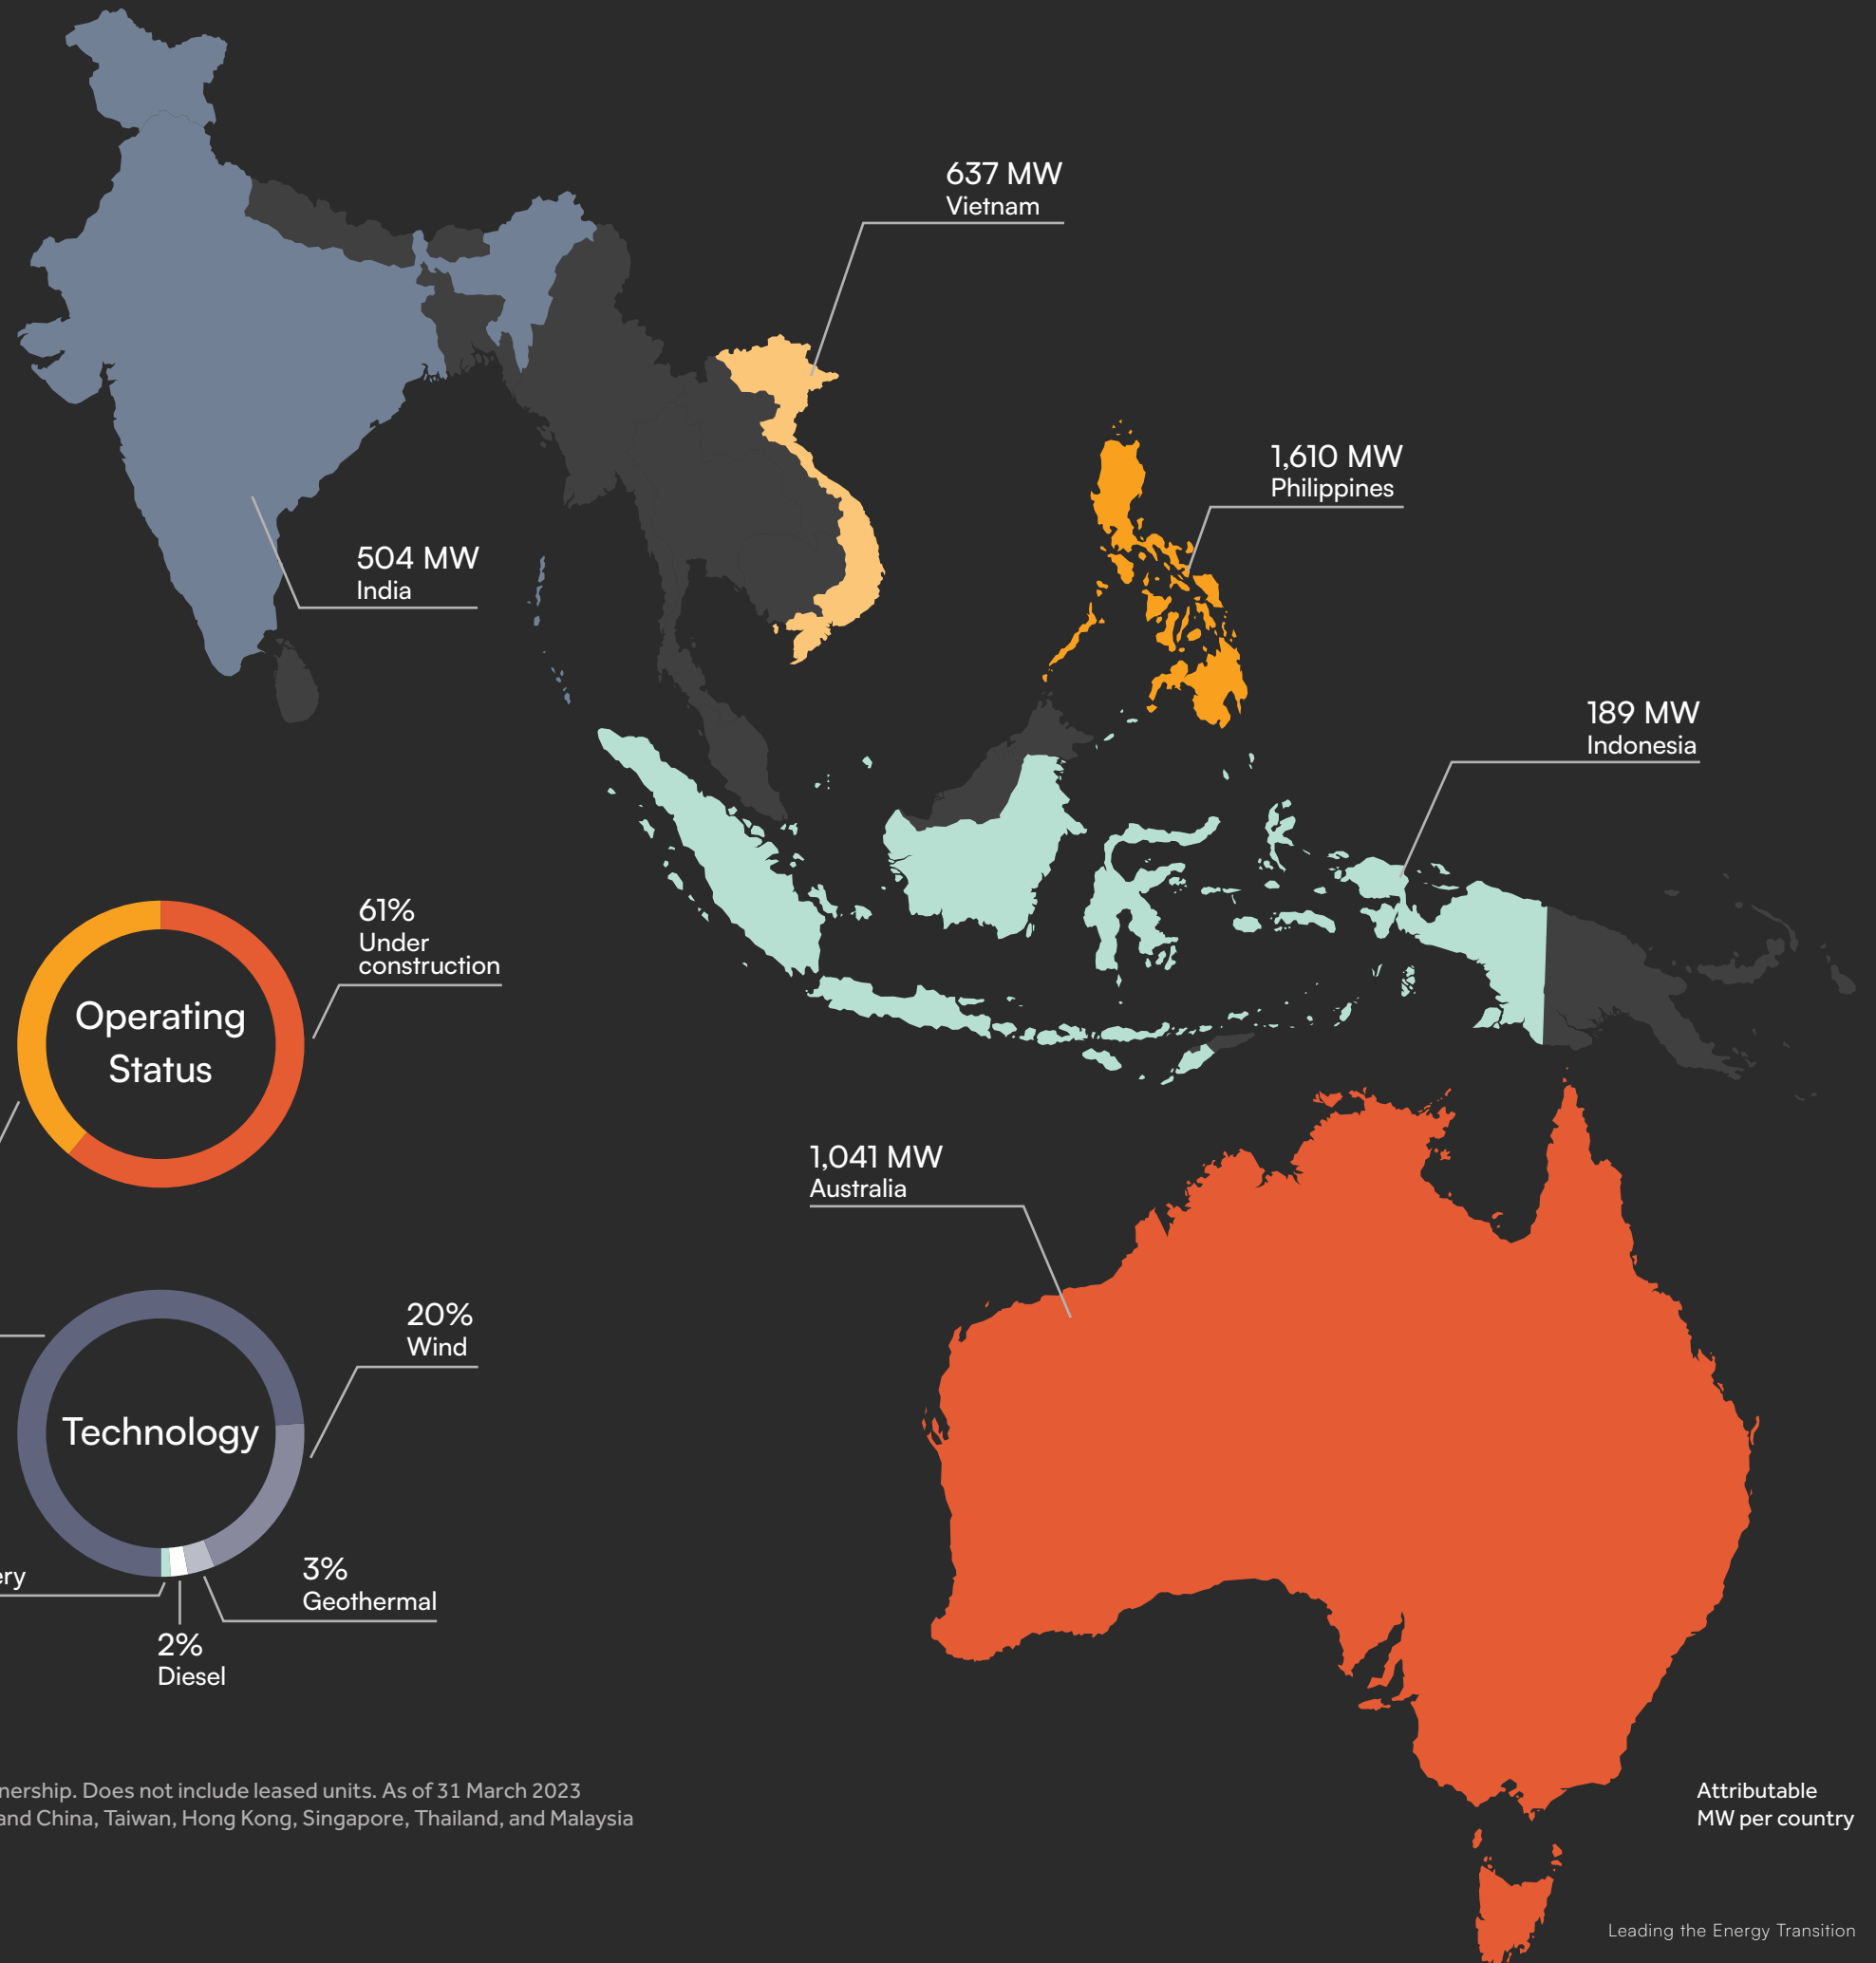 637 MW
Vietnam
1,610 MW
Philippines
504 MW
India
189 MW
Indonesia
61%
Under
construction
Operating
Status
1,041 MW
Australia
20%
Wind
Technology
3%
Geothermal
2%
Diesel
Does not include leased units. As of 31 March 2023
and China, Taiwan, Hong Kong, Singapore, Thailand, and Malaysia
Attributable
MW per country
Leading the Energy Transition